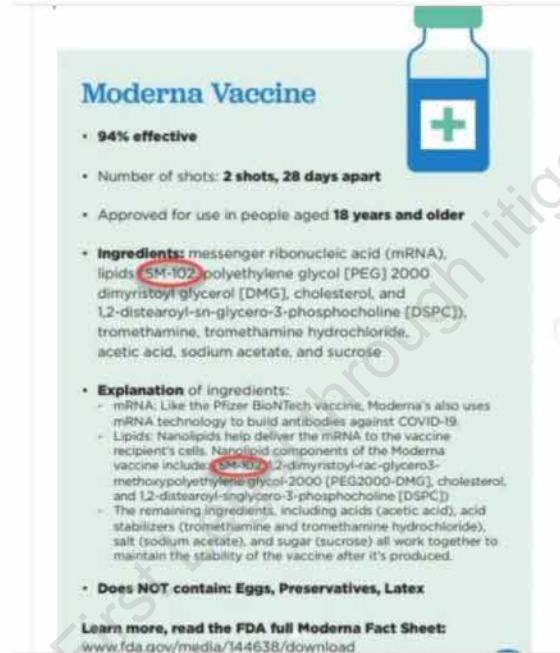 Moderna Vaccine
• 94% effective
• Number of shots: 2 shots, 28 days apart
• Approved for use in people aged 18 years and older
• Ingredients: messenger ribonucleic acid (mRNA),
lipids SM-102, polyethylene glycol [PEG] 2000
dimyristoyl glycerol [DMG], cholesterol, and
1,2-distearoyl-sn-glycero-3-phosphocholine [DSPC]),
tromethamine, tromethamine hydrochloride,
acetic acid, sodium acetate, and sucrose
• Explanation of ingredients:
- mRNA: Like the Pfizer BioNTech vaccine, Moderna's also uses
mRNA technology to build antibodies against COVID-19.
- Lipids: Nanolipids help deliver the mRNA to the vaccine
recipient's cells. Nanolipid components of the Moderna
vaccine include: SM-102, 1,2-dimyristoyl-rac-glycero3-
methoxypolyethylene glycol-2000 [PEG2000-DMG], cholesterol,
and 1,2-distearoyl-snglycero-3-phosphocholine [DSPC])
- The remaining ingredients, including acids (acetic acid), acid
stabilizers (tromethamine and tromethamine hydrochloride),
salt (sodium acetate), and sugar (sucrose) all work together to
maintain the stability of the vaccine after it's produced.
• Does NOT contain: Eggs, Preservatives, Latex
Learn more, read the FDA full Moderna Fact Sheet:
www.fda.gov/media/144638/download
First through litig